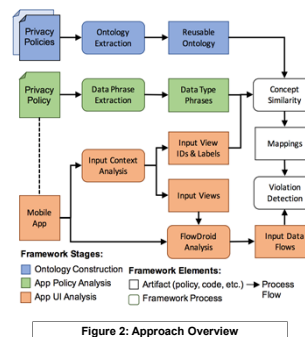 Privacy
Policies
Ontology
Extraction
Reusable
Ontology
Privacy
Policy
Data Phrase
Extraction
Data Type
Phrases
Concept
Similarity
Input Context
Analysis
Input View
IDs & Labels
Mappings
Input Views
Violation
Detection
Mobile
App
FlowDroid
Analysis
Input Data
Flows
Framework Stages:
Ontology Construction
App Policy Analysis
App UI Analysis
Framework Elements:
Artifact (policy, code, etc.)
Framework Process
Process
Flow
Figure 2: Approach Overview